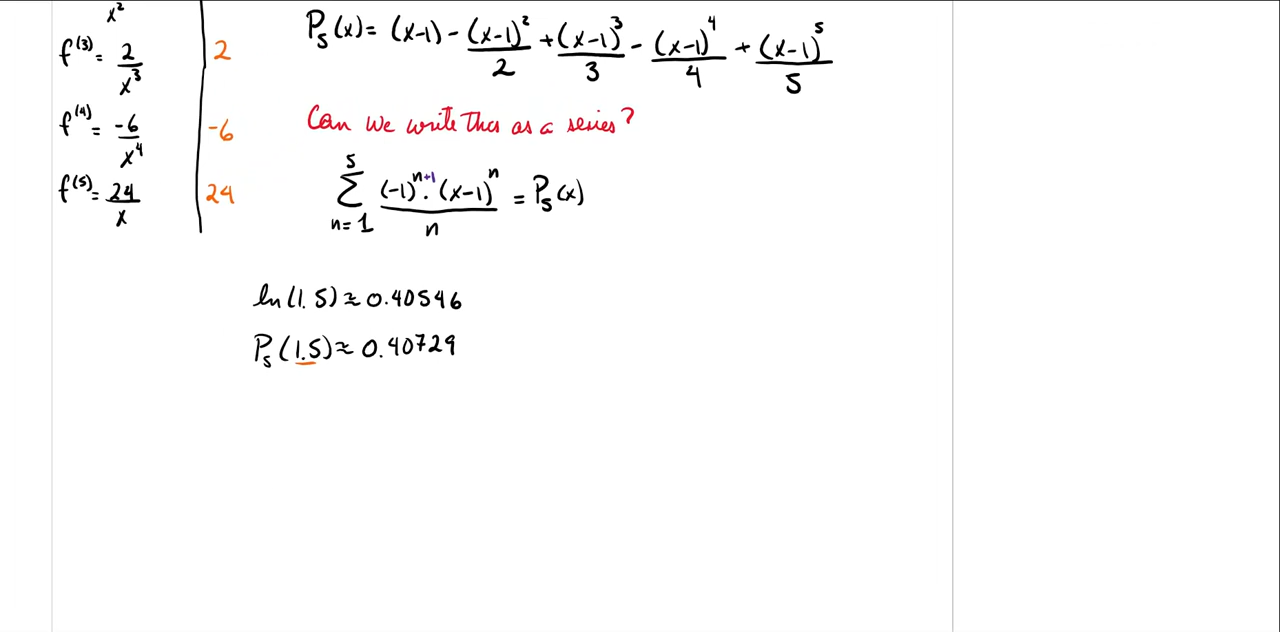 x²
f⁽³⁾ = 2/x³ | 2
f⁽⁴⁾ = -6/x⁴ | -6
f⁽⁵⁾ = 24/x | 24
P₅(x) = (x-1) - (x-1)²/2 + (x-1)³/3 - (x-1)⁴/4 + (x-1)⁵/5
Can we write this as a series?
5
∑ (-1)ⁿ⁺¹·(x-1)ⁿ/n = P₅(x)
n=1
ln(1.5) ≈ 0.40546
P₅(1.5) ≈ 0.40729